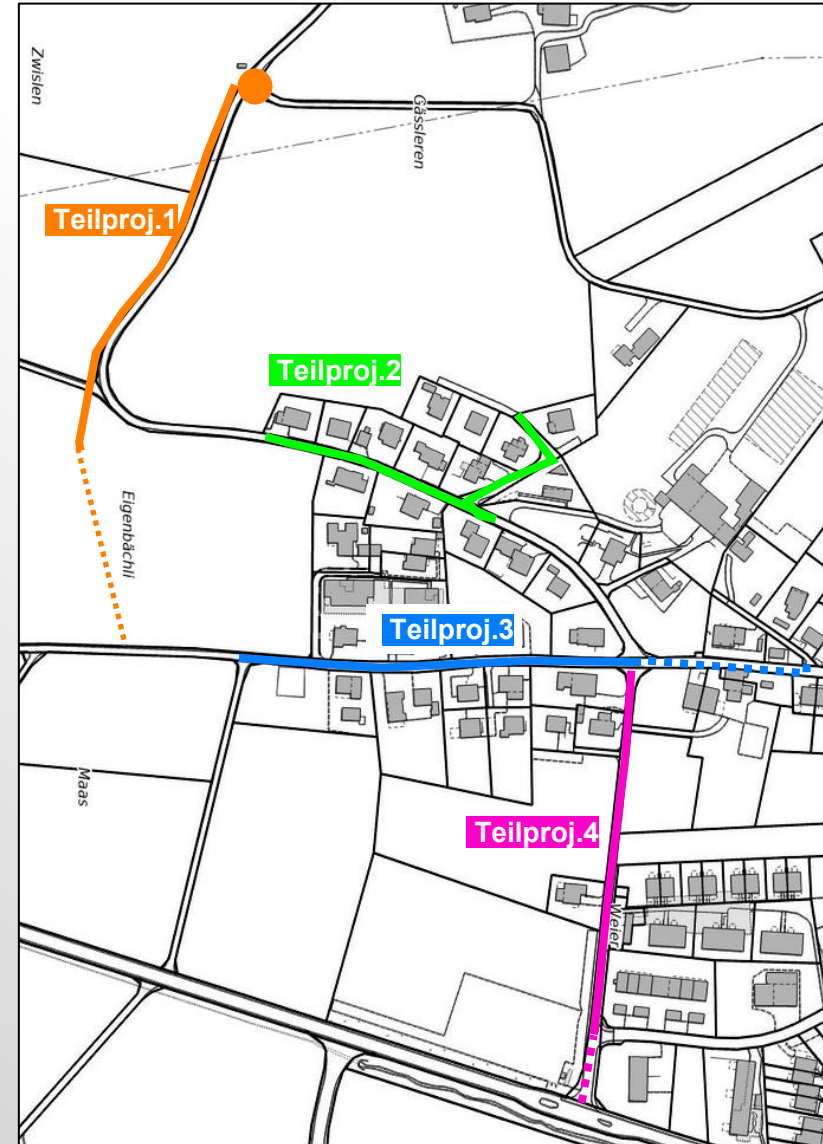 Zwislen
Gässleren
Teilproj.1
Teilproj.2
Eigenbächli
Teilproj.3
Maas
Teilproj.4
Weier